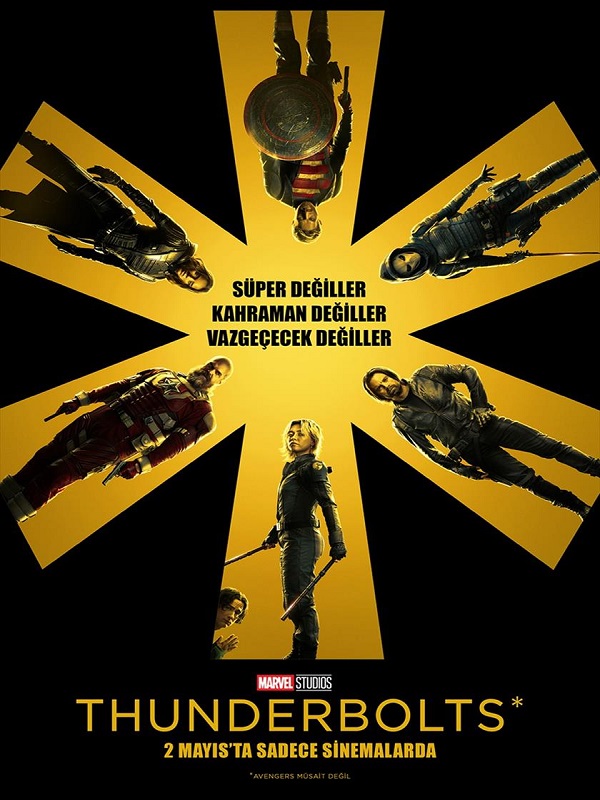 SÜPER DEĞİLLER
KAHRAMAN DEĞİLLER
VAZGEÇECEK DEĞİLLER
MARVEL STUDIOS
THUNDERBOLTS*
2 MAYIS'TA SADECE SİNEMALARDA
*AVENGERS MÜSAİT DEĞİL